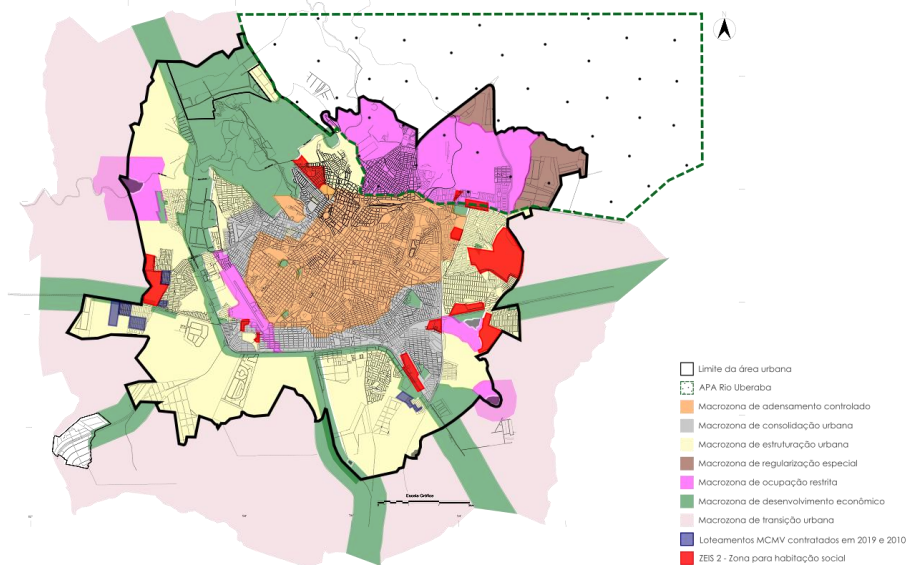 Limite da área urbana
APA Rio Uberaba
Macrozona de adensamento controlado
Macrozona de consolidação urbana
Macrozona de estruturação urbana
Macrozona de regularização especial
Macrozona de ocupação restrita
Macrozona de desenvolvimento econômico
Macrozona de transição urbana
Loteamentos MCMV contratados em 2019 e 2010
ZEIS 2 - Zona para habitação social
Escala Gráfica